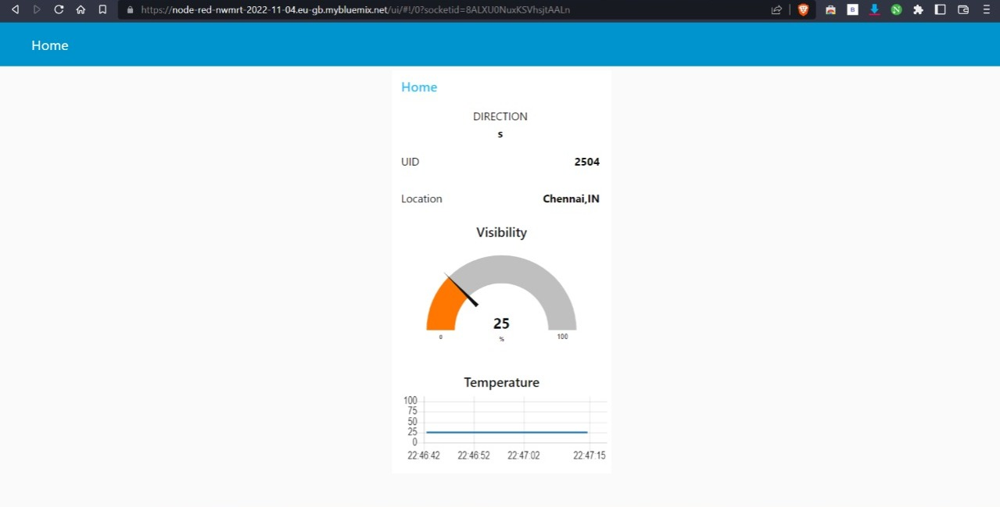 https://node-red-nwmrt-2022-11-04.eu-gb.mybluemix.net/ui/#!/0?socketid=8ALXU0NuxKSVhsjtAALn
Home
Home
DIRECTION
s
UID 2504
Location Chennai,IN
Visibility
25
0 % 100
Temperature
100
75
50
25
0
22:46:42 22:46:52 22:47:02 22:47:15